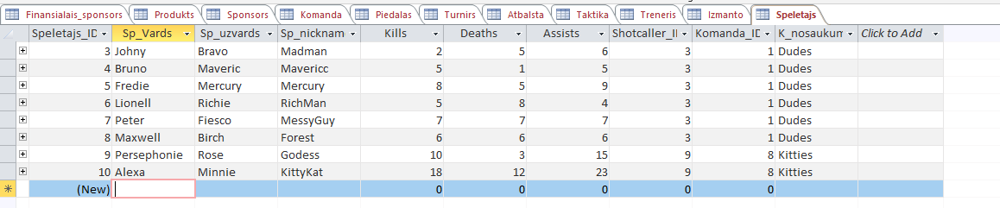 Finansialais_sponsors Produkts Sponsors Komanda Piedalas Turnirs Atbalsta Taktika Treneris Izmanto Speletajs
Speletajs_ID Sp_Vards Sp_uzvards Sp_nicknam Kills Deaths Assists Shotcaller_II Komanda_ID K_nosaukum Click to Add
3 Johny Bravo Madman 2 5 6 3 1 Dudes
4 Bruno Maveric Mavericc 5 1 5 3 1 Dudes
5 Fredie Mercury Mercury 8 5 9 3 1 Dudes
6 Lionell Richie RichMan 5 8 4 3 1 Dudes
7 Peter Fiesco MessyGuy 7 7 7 3 1 Dudes
8 Maxwell Birch Forest 6 6 6 3 1 Dudes
9 Persephonie Rose Godess 10 3 15 9 8 Kitties
10 Alexa Minnie KittyKat 18 12 23 9 8 Kitties
(New) 0 0 0 0 0